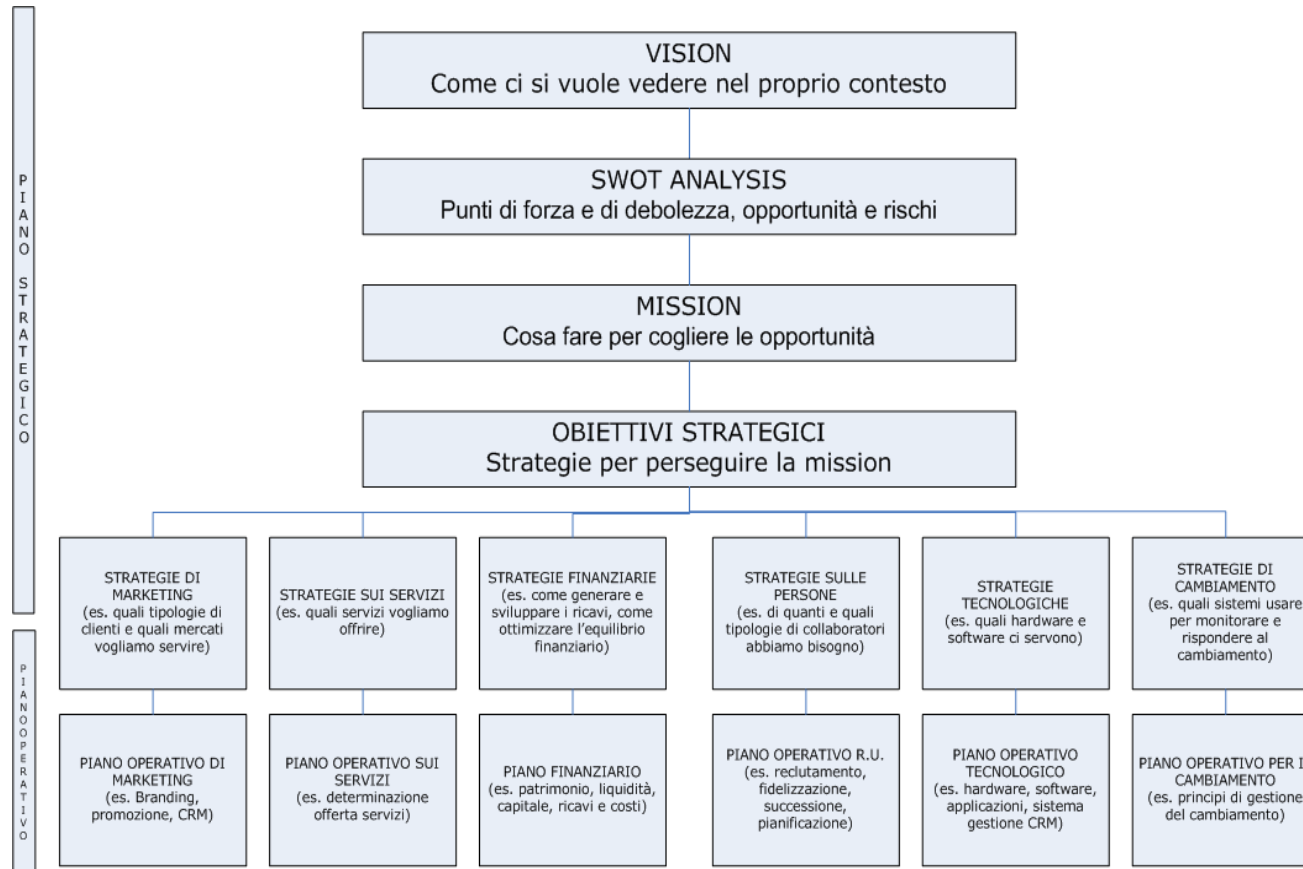 PIANO STRATEGICO
VISION
Come ci si vuole vedere nel proprio contesto
SWOT ANALYSIS
Punti di forza e di debolezza, opportunità e rischi
MISSION
Cosa fare per cogliere le opportunità
OBIETTIVI STRATEGICI
Strategie per perseguire la mission
STRATEGIE DI
MARKETING
(es. quali tipologie di
clienti e quali mercati
vogliamo servire)
STRATEGIE SUI SERVIZI
(es. quali servizi vogliamo
offrire)
STRATEGIE FINANZIARIE
(es. come generare e
sviluppare i ricavi, come
ottimizzare l'equilibrio
finanziario)
STRATEGIE SULLE
PERSONE
(es. di quanti e quali
tipologie di collaboratori
abbiamo bisogno)
STRATEGIE
TECNOLOGICHE
(es. quali hardware e
software ci servono)
STRATEGIE DI
CAMBIAMENTO
(es. quali sistemi usare
per monitorare e
rispondere al
cambiamento)
PIANOOPERATIVO
PIANO OPERATIVO DI
MARKETING
(es. Branding,
promozione, CRM)
PIANO OPERATIVO SUI
SERVIZI
(es. determinazione
offerta servizi)
PIANO FINANZIARIO
(es. patrimonio, liquidità,
capitale, ricavi e costi)
PIANO OPERATIVO R.U.
(es. reclutamento,
fidelizzazione,
successione,
pianificazione)
PIANO OPERATIVO
TECNOLOGICO
(es. hardware, software,
applicazioni, sistema
gestione CRM)
PIANO OPERATIVO PER
CAMBIAMENTO
(es. principi di gestione
del cambiamento)